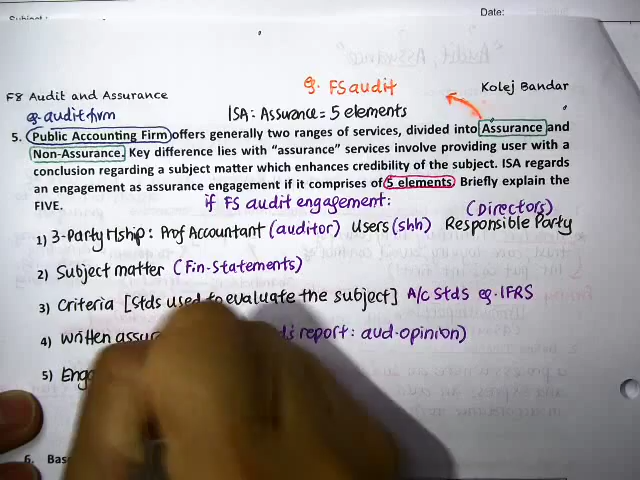 Date:
F8 Audit and Assurance
eg. FS audit
Kolej Bandar
eg. audit firm
ISA: Assurance = 5 elements
5. Public Accounting Firm offers generally two ranges of services, divided into Assurance and
Non-Assurance. Key difference lies with "assurance" services involve providing user with a
conclusion regarding a subject matter which enhances credibility of the subject. ISA regards
an engagement as assurance engagement if it comprises of 5 elements. Briefly explain the
FIVE.
if FS audit engagement:
(Directors)
1) 3-Party r/ship: Prof Accountant (auditor) Users (shh) Responsible Party
2) Subject matter (Fin-Statements)
3) Criteria [Stds used to evaluate the subject] A/c Stds eg. IFRS
4) Written report: aud-opinion)
5)
6.